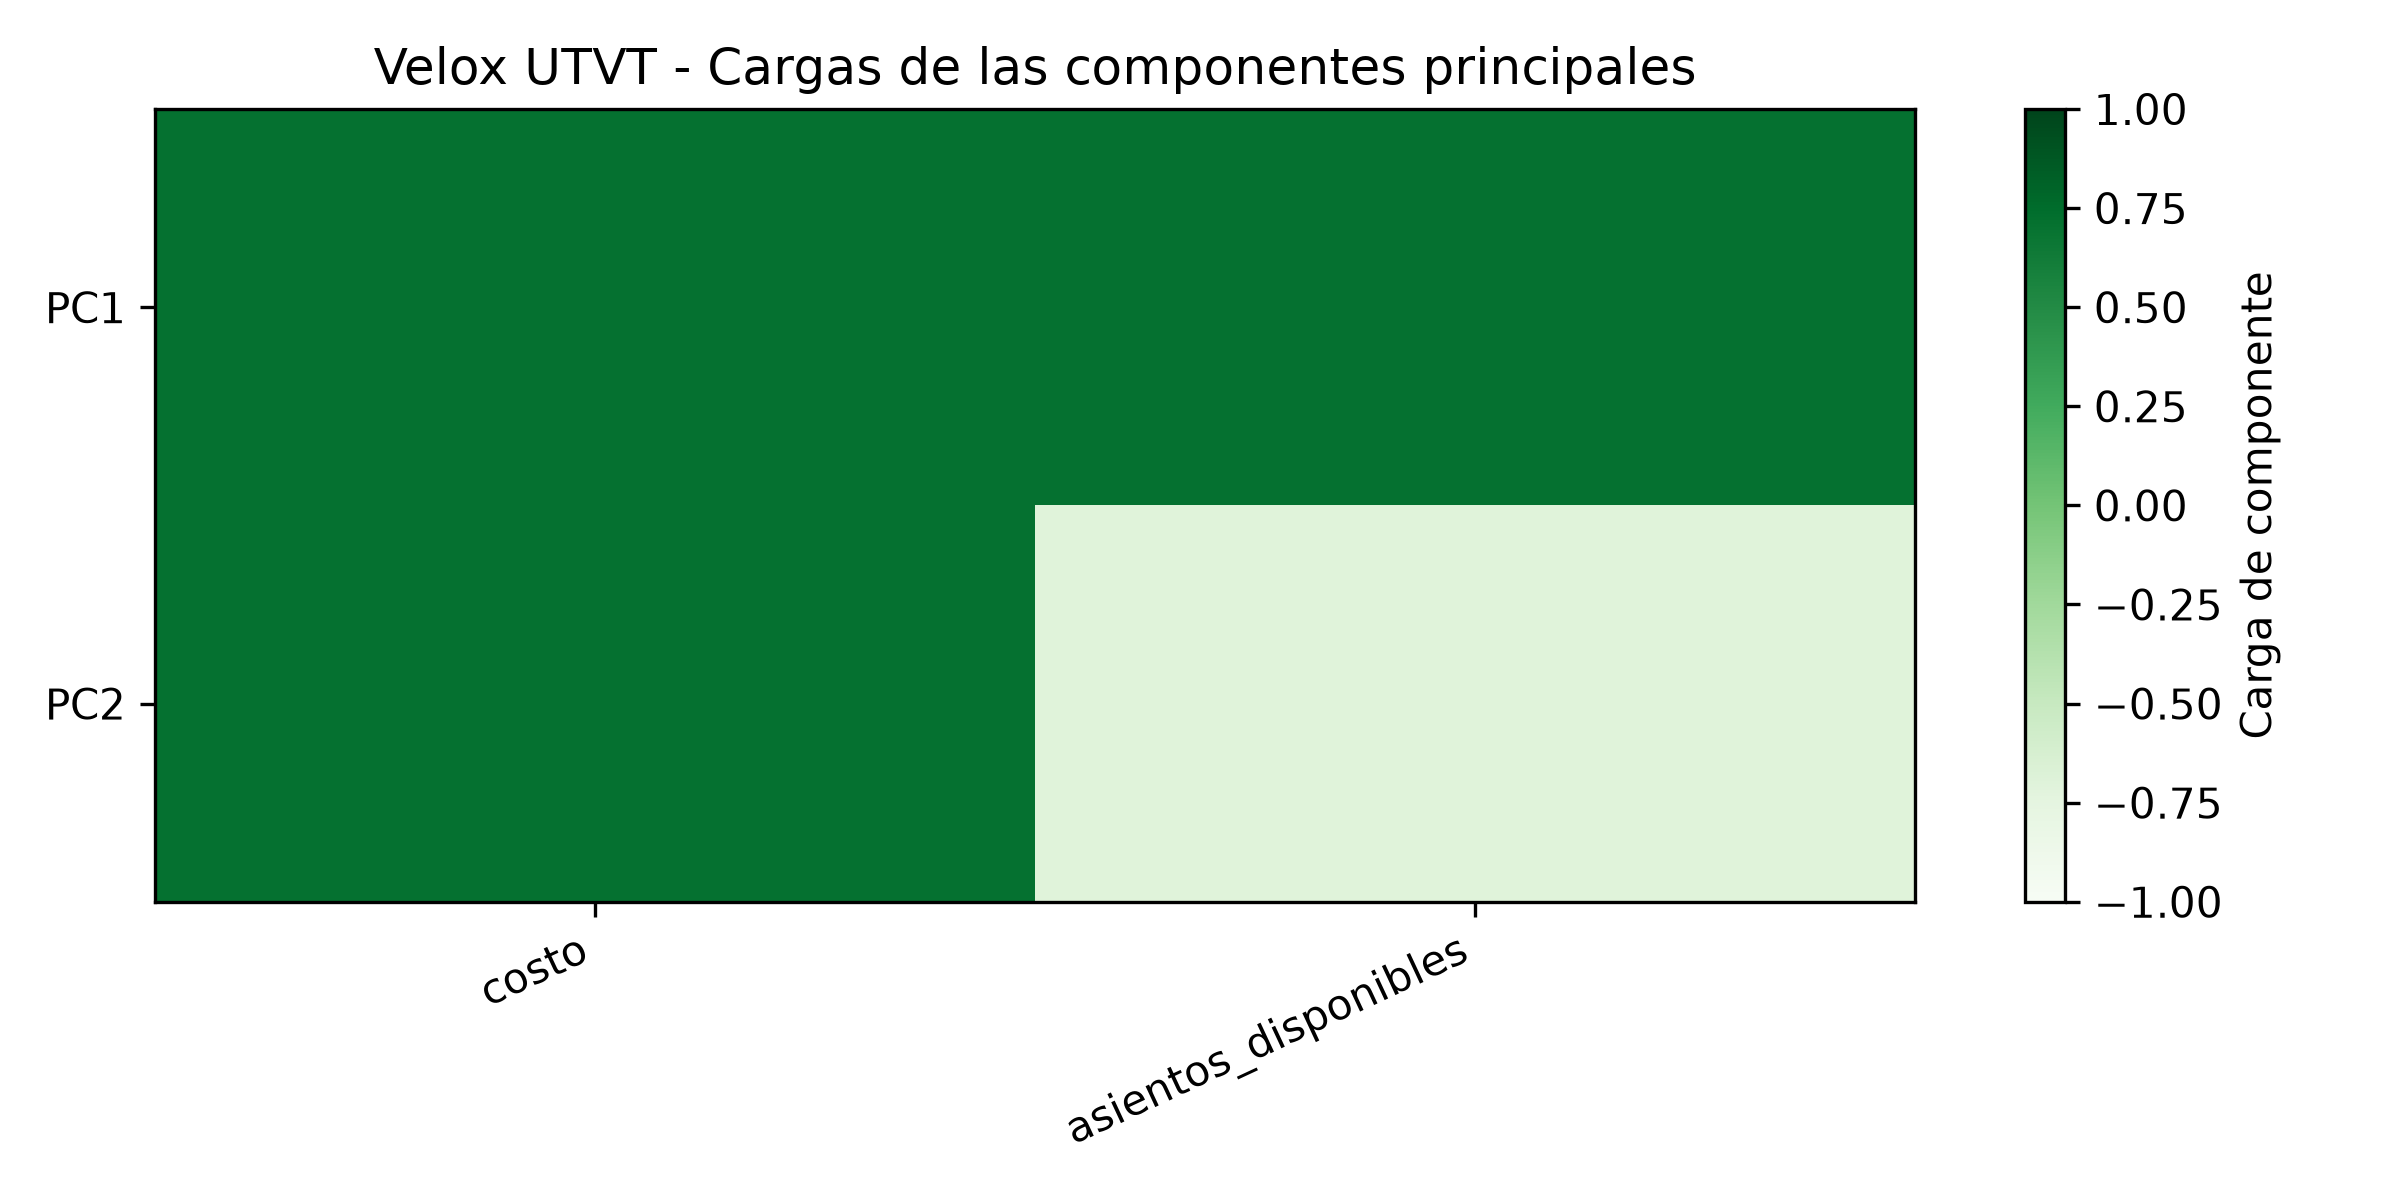 Velox UTVT - Cargas de las componentes principales
PC1
PC2
costo
asientos_disponibles
1.00
0.75
0.50
0.25
0.00
−0.25
−0.50
−0.75
−1.00
Carga de componente